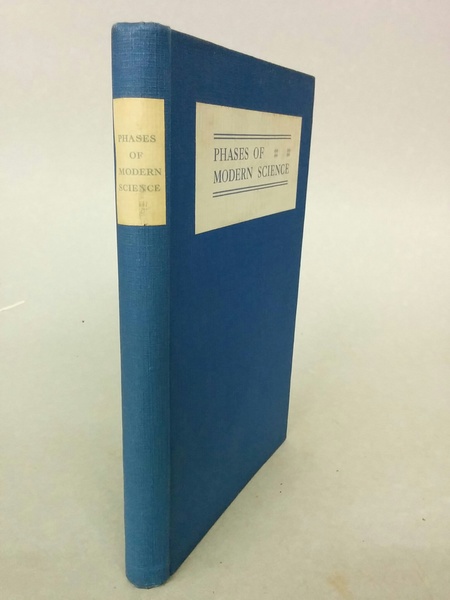 PHASES
OF
MODERN
SCIENCE
PHASES OF
MODERN SCIENCE